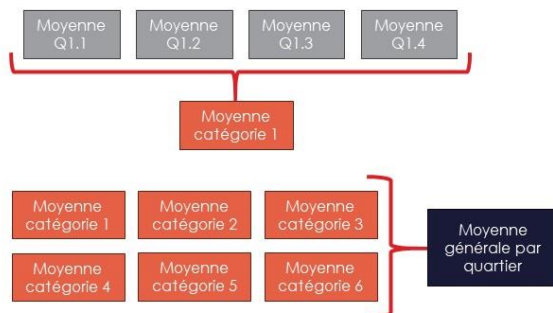 Moyenne
Q1.1
Moyenne
Q1.2
Moyenne
Q1.3
Moyenne
Q1.4
Moyenne
catégorie 1
Moyenne
catégorie 1
Moyenne
catégorie 2
Moyenne
catégorie 3
Moyenne
catégorie 4
Moyenne
catégorie 5
Moyenne
catégorie 6
Moyenne
générale par
quartier